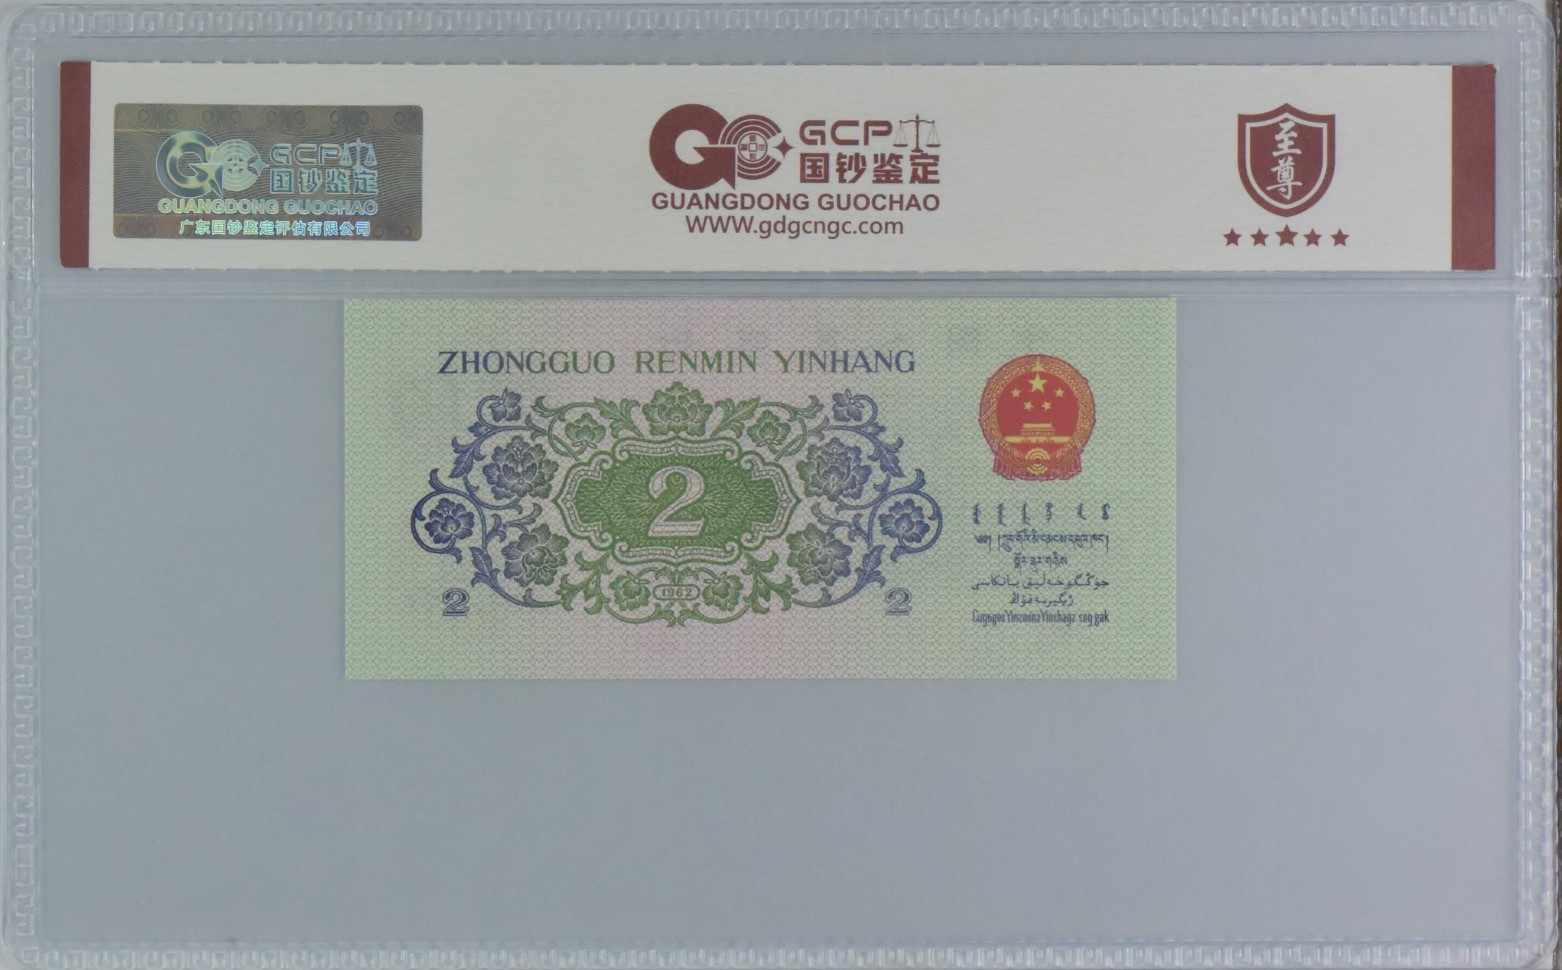 GCP
国钞鉴定
GUANGDONG GUOCHAO
广东国钞鉴定评估有限公司
GCP
国钞鉴定
GUANGDONG GUOCHAO
WWW.gdgcngc.com
至尊
ZHONGGUO RENMIN YINHANG
2
1962
2
2
جۇڭگوخەلىق بانكاسى